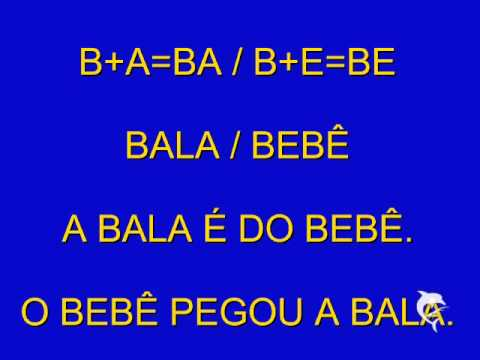 B+A=BA / B+E=BE
BALA / BEBÊ
A BALA É DO BEBÊ.
O BEBÊ PEGOU A BALA.